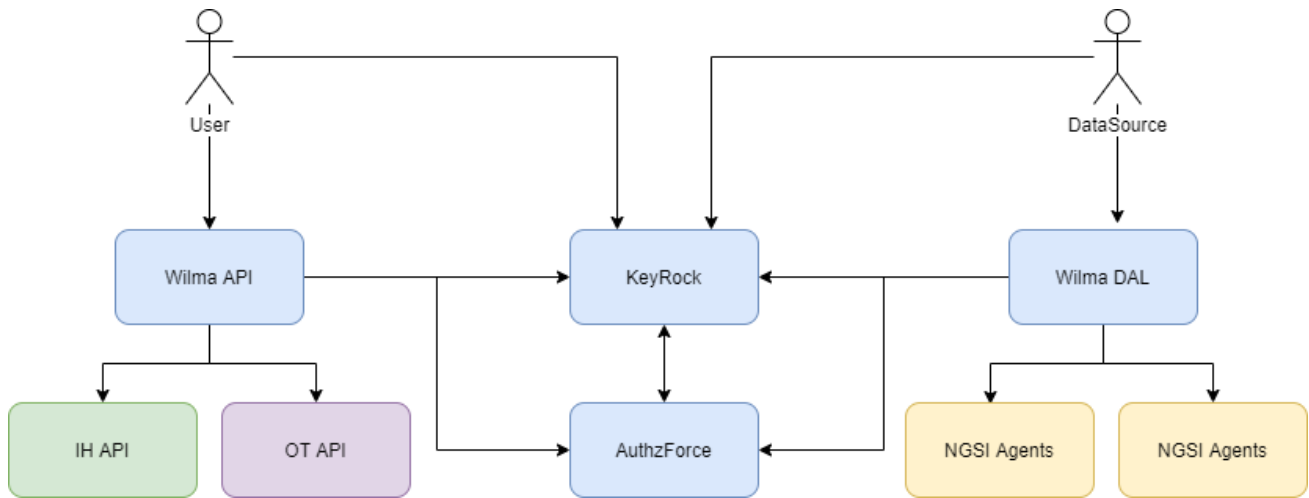 User
DataSource
Wilma API
KeyRock
Wilma DAL
IH API
OT API
AuthzForce
NGSI Agents
NGSI Agents